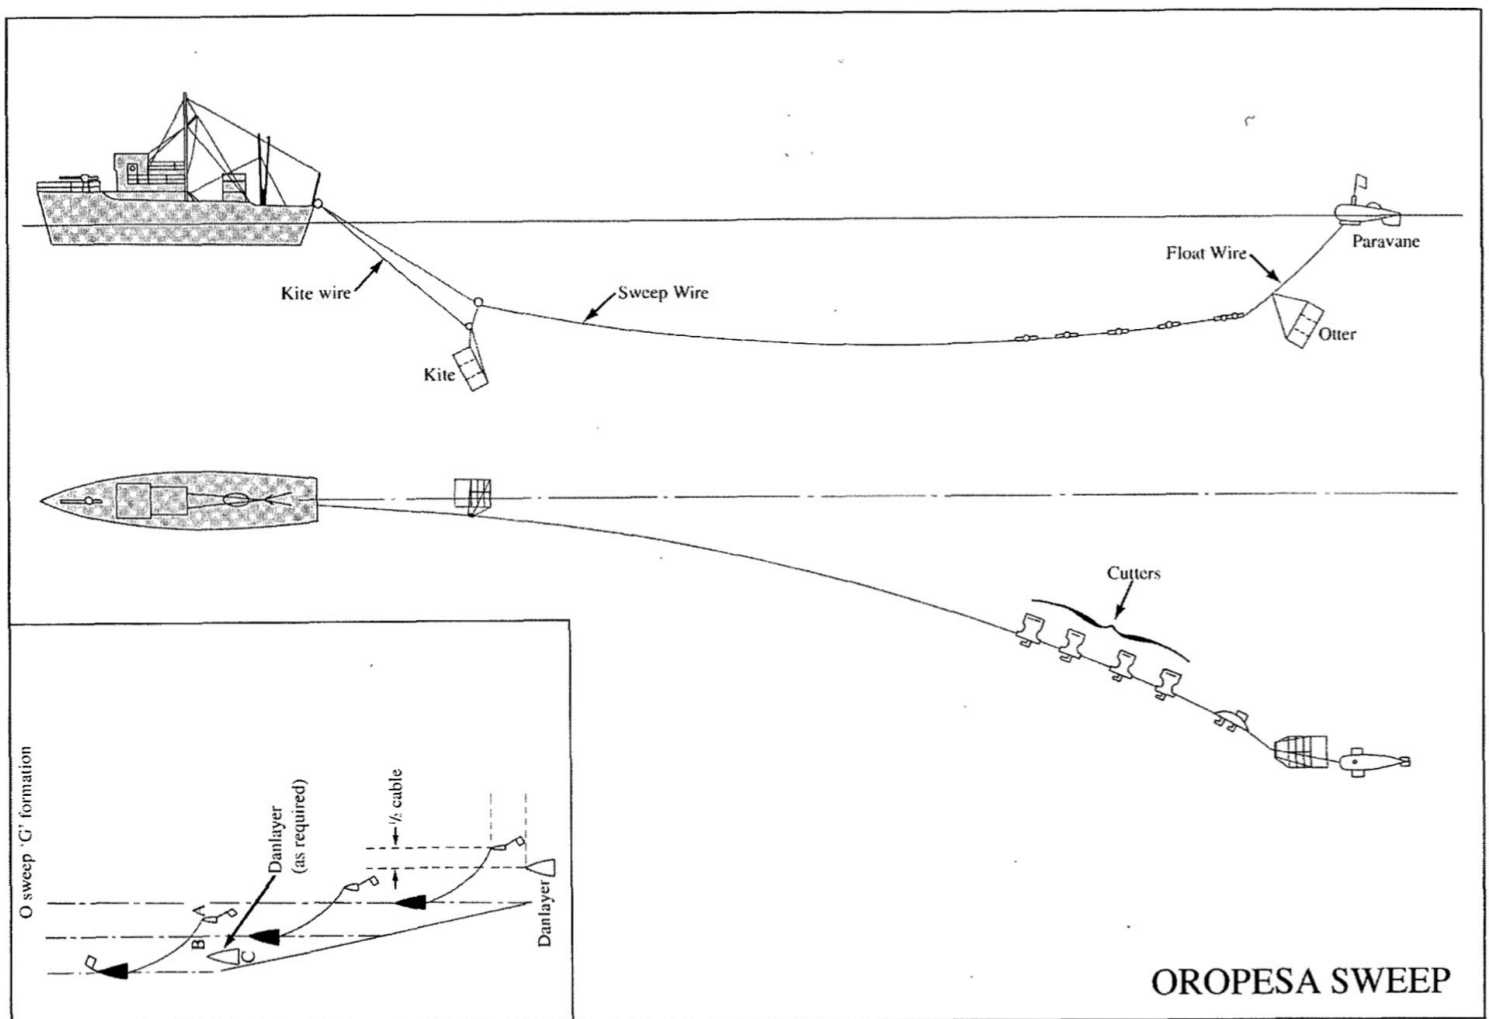 Kite wire
Sweep Wire
Float Wire
Paravane
Otter
Kite
Cutters
O sweep 'G' formation
Danlayer
(as required)
½ cable
A
B
C
Danlayer
OROPESA SWEEP